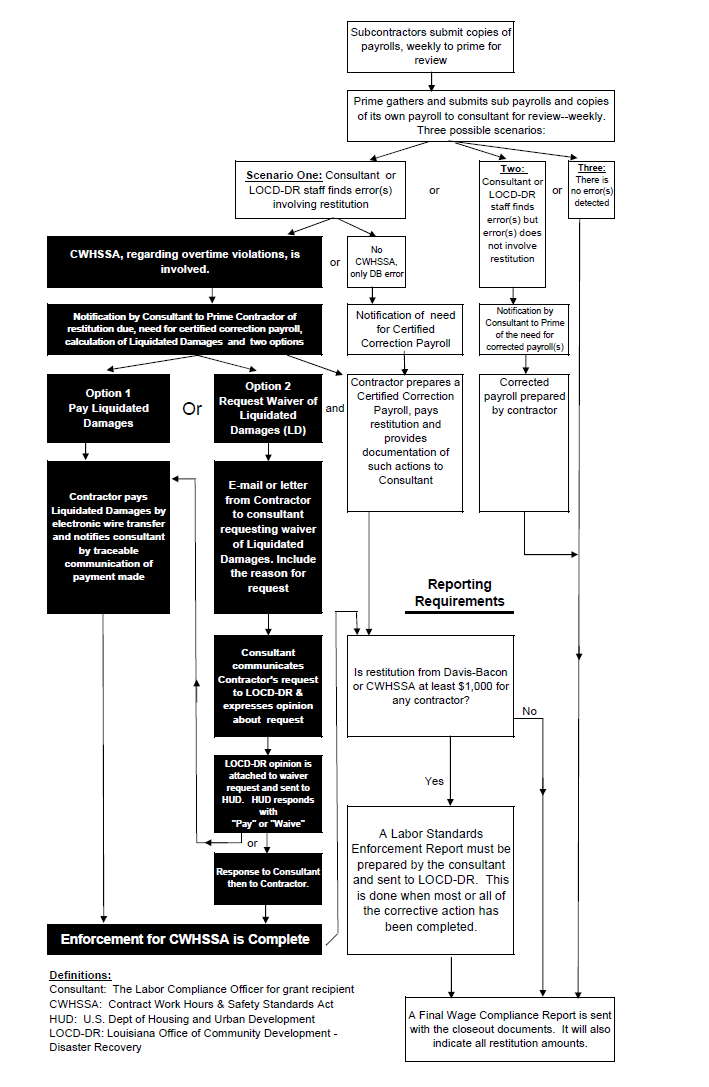 Subcontractors submit copies of
payrolls, weekly to prime for
review
Prime gathers and submits sub payrolls and copies
of its own payroll to consultant for review--weekly.
Three possible scenarios:
Scenario One: Consultant or
LOCD-DR staff finds error(s)
involving restitution
or
Two:
Consultant or
LOCD-DR
staff finds
error(s) but
error(s) does
not involve
restitution
or
Three:
There is
no error(s)
detected
CWHSSA, regarding overtime violations, is
involved.
or
No
CWHSSA,
only DB error
Notification by Consultant to Prime Contractor of
restitution due, need for certified correction payroll,
calculation of Liquidated Damages and two options
Notification of need
for Certified
Correction Payroll
Notification by
Consultant to Prime
of the need for
corrected payroll(s)
Option 1
Pay Liquidated
Damages
Or
Option 2
Request Waiver of
Liquidated
Damages (LD)
and
Contractor prepares a
Certified Correction
Payroll, pays
restitution and
provides
documentation of
such actions to
Consultant
Corrected
payroll prepared
by contractor
Contractor pays
Liquidated Damages by
electronic wire transfer
and notifies consultant
by traceable
communication of
payment made
E-mail or letter
from Contractor
to consultant
requesting waiver
of Liquidated
Damages. Include
the reason for
request
Reporting
Requirements
Consultant
communicates
Contractor's request
to LOCD-DR &
expresses opinion
about request
Is restitution from Davis-Bacon
or CWHSSA at least $1,000 for
any contractor?
No
Yes
LOCD-DR opinion is
attached to waiver
request and sent to
HUD. HUD responds
with
"Pay" or "Waive"
or
Response to Consultant
then to Contractor.
A Labor Standards
Enforcement Report must be
prepared by the consultant
and sent to LOCD-DR. This
is done when most or all of
the corrective action has
been completed.
Enforcement for CWHSSA is Complete
Definitions:
Consultant: The Labor Compliance Officer for grant recipient
CWHSSA: Contract Work Hours & Safety Standards Act
HUD: U.S. Dept of Housing and Urban Development
LOCD-DR: Louisiana Office of Community Development -
Disaster Recovery
A Final Wage Compliance Report is sent
with the closeout documents. It will also
indicate all restitution amounts.